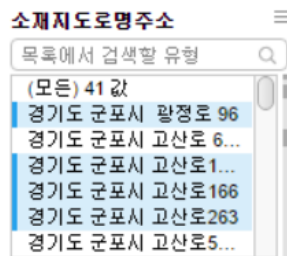 소재지도로명주소
목록에서 검색할 유형
(모든) 41 값
경기도 군포시  광정로 96
경기도 군포시 고산로 6...
경기도 군포시 고산로1...
경기도 군포시 고산로166
경기도 군포시 고산로263
경기도 군포시 고산로5...